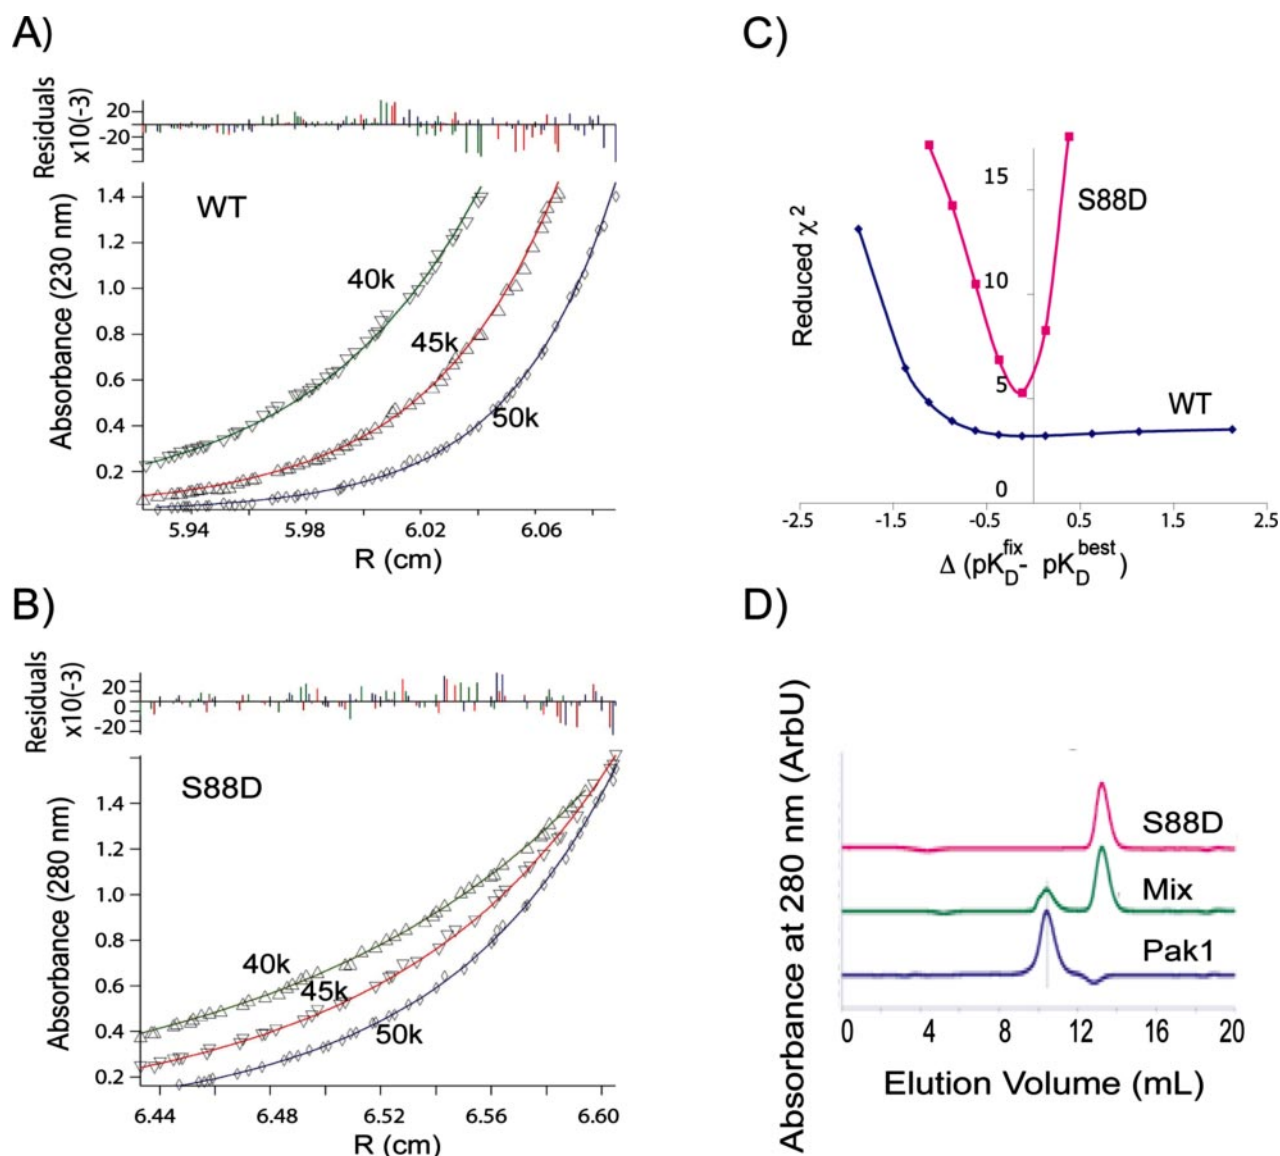 A)
Residuals
x10(-3)
20
-20
WT
Absorbance (230 nm)
1.4
1.2
1.0
0.8
0.6
0.4
0.2
40k
45k
50k
5.94 5.98 6.02 6.06
R (cm)
B)
Residuals
x10(-3)
20
0
-20
S88D
Absorbance (280 nm)
1.4
1.2
1.0
0.8
0.6
0.4
0.2
40k
45k
50k
6.44 6.48 6.52 6.56 6.60
R (cm)
C)
Reduced χ²
15
10
5
0
S88D
WT
-2.5 -1.5 -0.5 0.5 1.5 2.5
Δ (pK_D^fix - pK_D^best)
D)
Absorbance at 280 nm (ArbU)
S88D
Mix
Pak1
0 4 8 12 16 20
Elution Volume (mL)